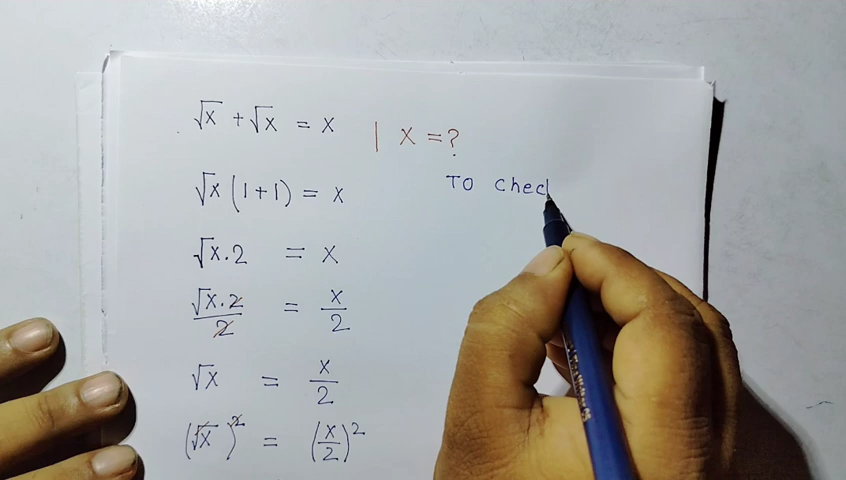 √x + √x = x | x = ?
√x (1+1) = x
To chec
√x . 2 = x
√x . 2 / 2 = x / 2
√x = x / 2
(√x)² = (x/2)²